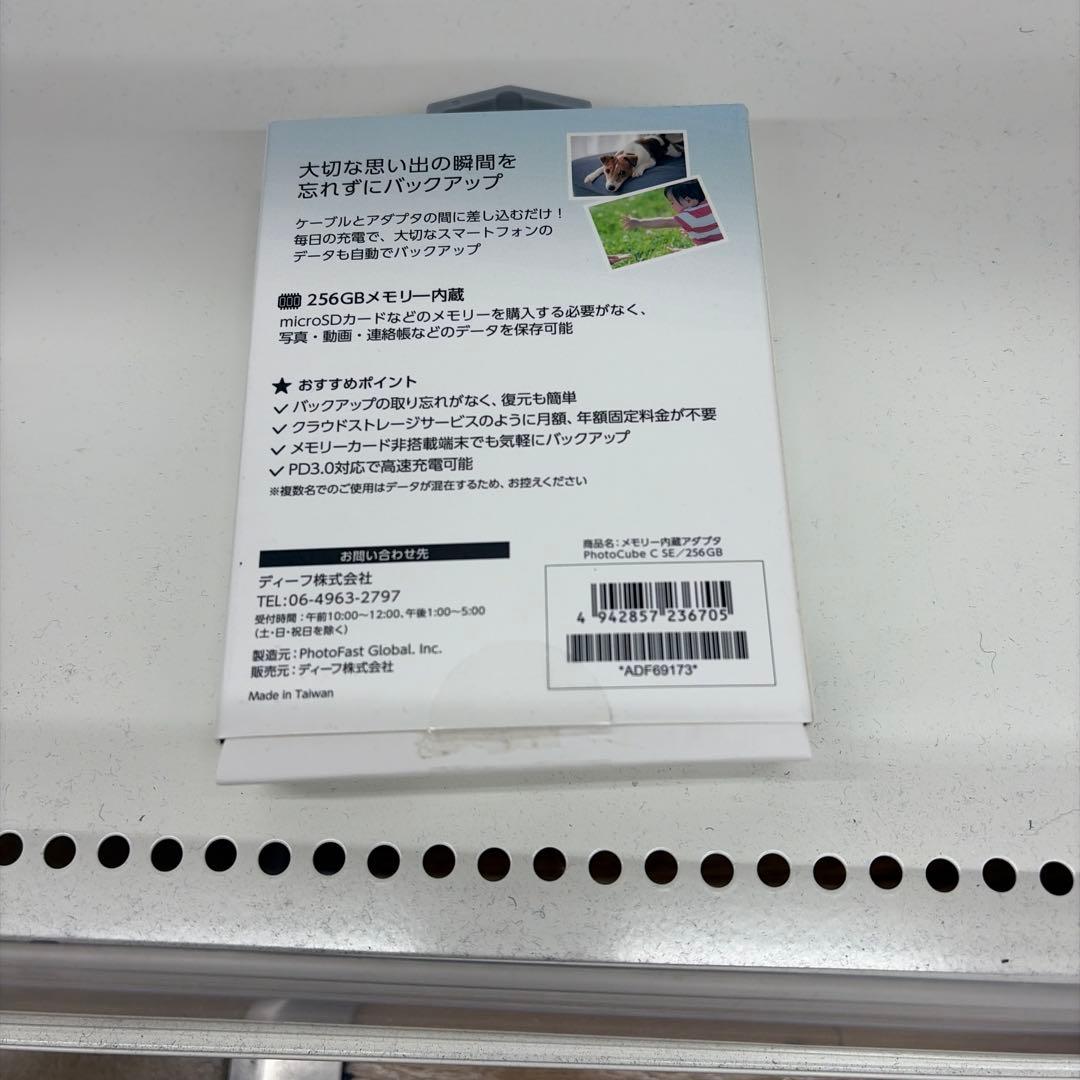 大切な思い出の瞬間を
忘れずにバックアップ
ケーブルとアダプタの間に差し込むだけ!
毎日の充電で、大切なスマートフォンの
データも自動でバックアップ
256GBメモリー内蔵
microSDカードなどのメモリーを購入する必要がなく、
写真・動画・連絡帳などのデータを保存可能
おすすめポイント
バックアップの取り忘れがなく、復元も簡単
クラウドストレージサービスのように月額、年額固定料金が不要
メモリーカード非搭載端末でも気軽にバックアップ
PD3.0対応で高速充電可能
※複数名でのご使用はデータが混在するため、お控えください
お問い合わせ先
ディーフ株式会社
TEL:06-4963-2797
受付時間:午前10:00〜12:00、午後1:00〜5:00
(土・日・祝日を除く)
製造元:PhotoFast Global. Inc.
販売元:ディーフ株式会社
Made in Taiwan
商品名:メモリー内蔵アダプタ
PhotoCube C SE/256GB
4 942857 236705
*ADF69173*